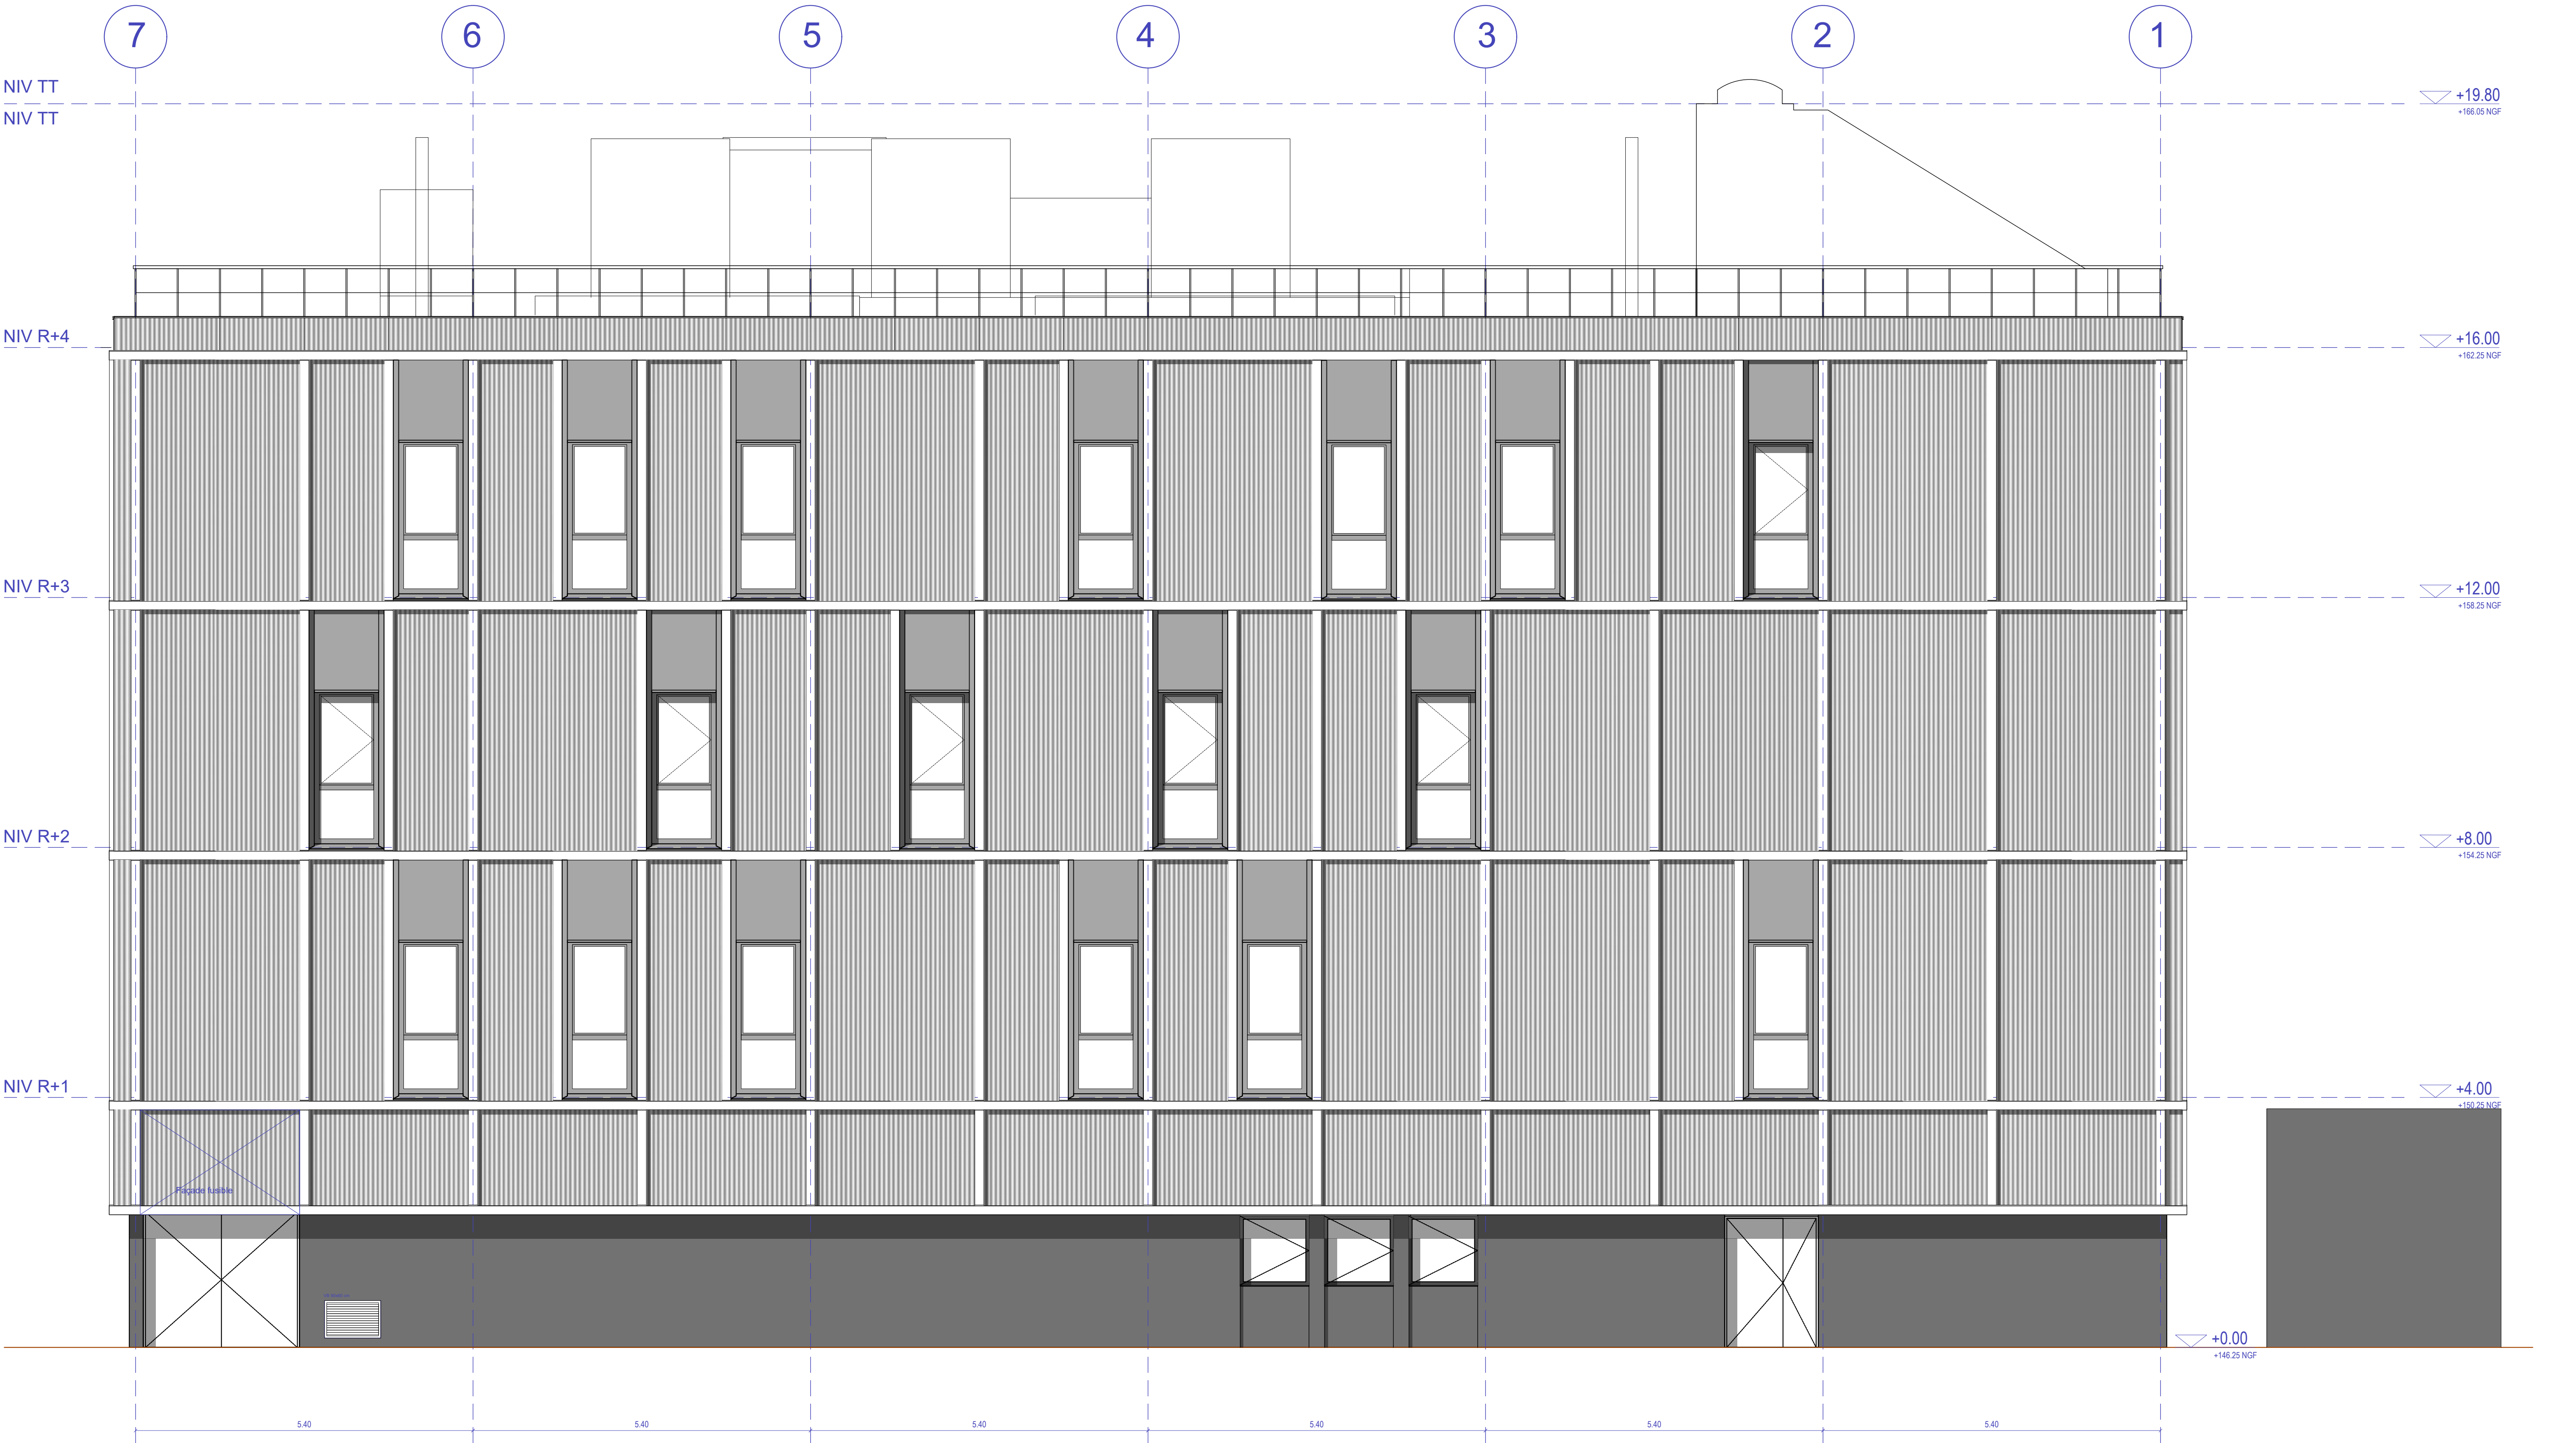 7 6 5 4 3 2 1
NIV TT
+19.80
+166.05 NGF
NIV TT
NIV R+4
+16.00
+162.25 NGF
NIV R+3
+12.00
+158.25 NGF
NIV R+2
+8.00
+154.25 NGF
NIV R+1
+4.00
+150.25 NGF
Façade fusible
+0.00
+146.25 NGF
5.40 5.40 5.40 5.40 5.40 5.40